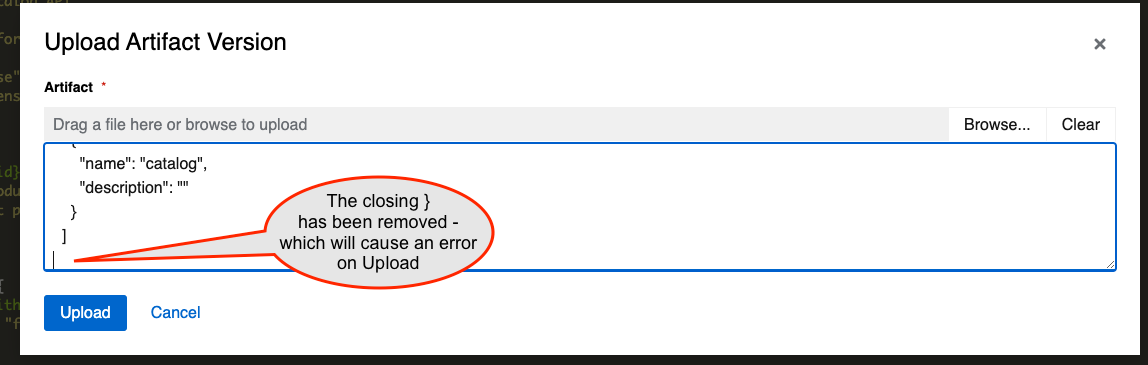 Upload Artifact Version
×
Artifact *
Drag a file here or browse to upload Browse... Clear
"name": "catalog",
"description": ""
}
]
The closing }
has been removed -
which will cause an error
on Upload
Upload Cancel